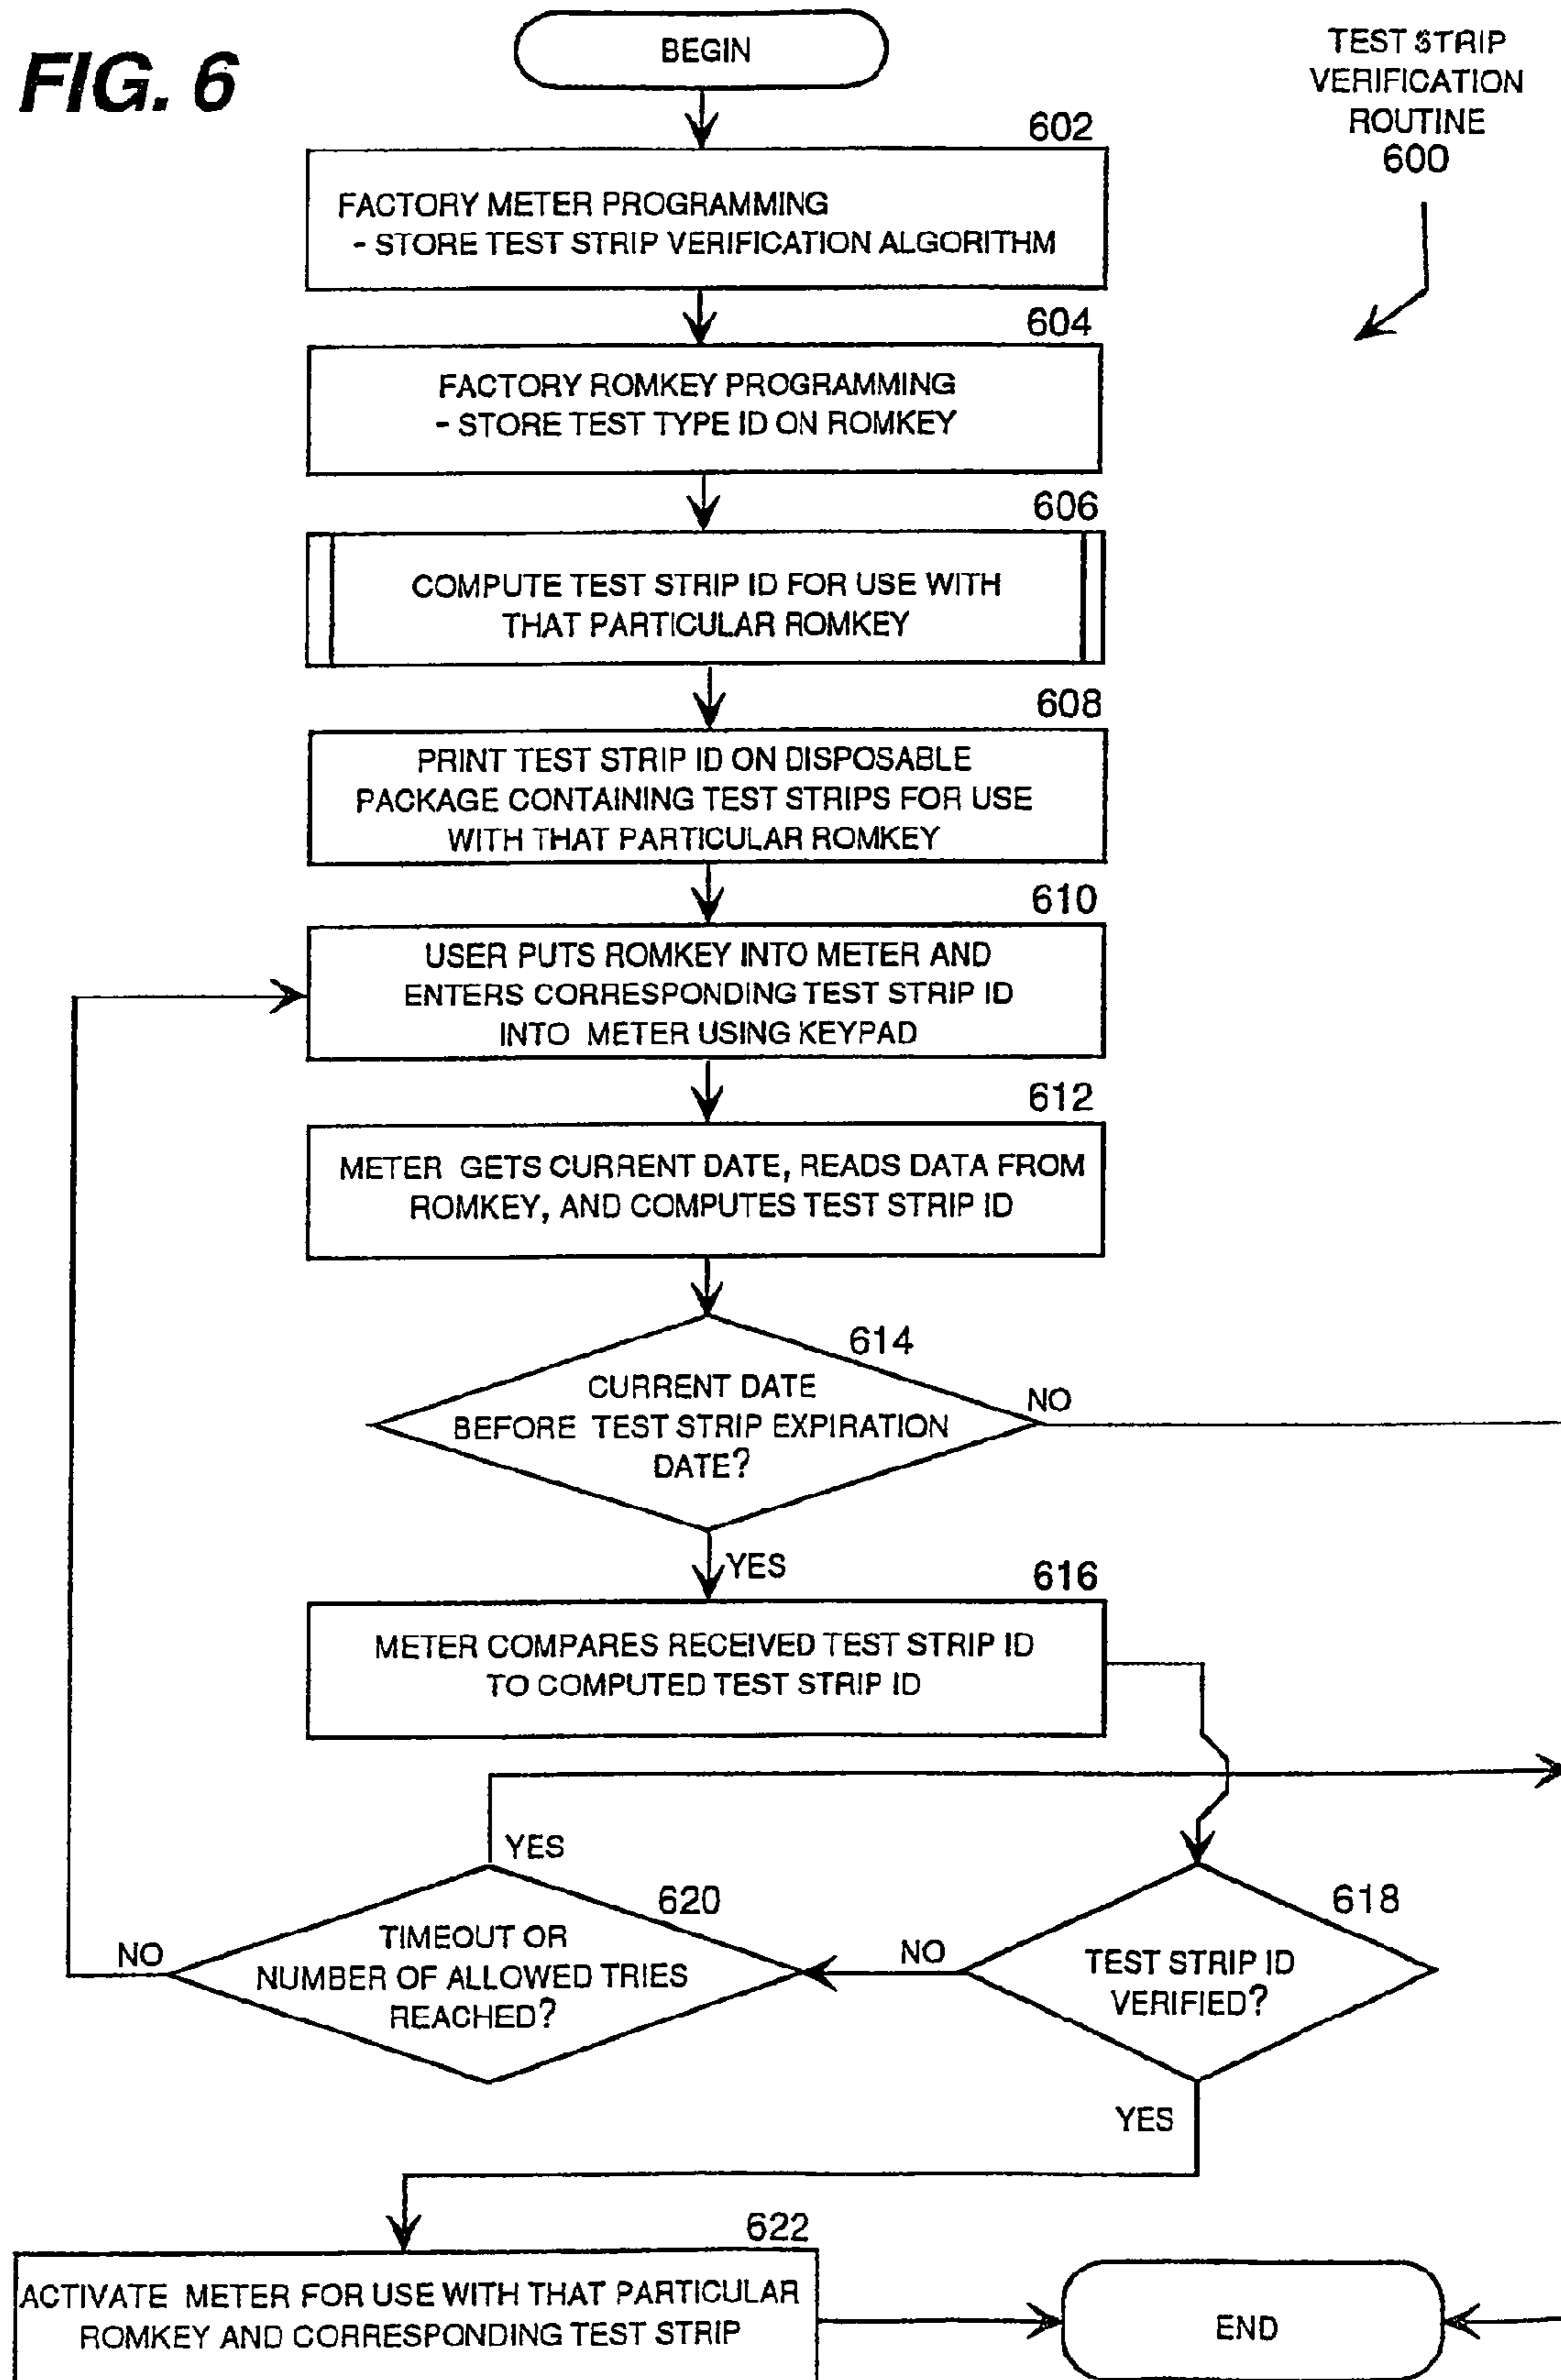 FIG. 6
BEGIN
TEST STRIP
VERIFICATION
ROUTINE
600
602
FACTORY METER PROGRAMMING
- STORE TEST STRIP VERIFICATION ALGORITHM
604
FACTORY ROMKEY PROGRAMMING
- STORE TEST TYPE ID ON ROMKEY
606
COMPUTE TEST STRIP ID FOR USE WITH
THAT PARTICULAR ROMKEY
608
PRINT TEST STRIP ID ON DISPOSABLE
PACKAGE CONTAINING TEST STRIPS FOR USE
WITH THAT PARTICULAR ROMKEY
610
USER PUTS ROMKEY INTO METER AND
ENTERS CORRESPONDING TEST STRIP ID
INTO METER USING KEYPAD
612
METER GETS CURRENT DATE, READS DATA FROM
ROMKEY, AND COMPUTES TEST STRIP ID
614
CURRENT DATE
BEFORE TEST STRIP EXPIRATION
DATE?
NO
YES
616
METER COMPARES RECEIVED TEST STRIP ID
TO COMPUTED TEST STRIP ID
YES
620
TIMEOUT OR
NUMBER OF ALLOWED TRIES
REACHED?
NO
NO
618
TEST STRIP ID
VERIFIED?
YES
622
ACTIVATE METER FOR USE WITH THAT PARTICULAR
ROMKEY AND CORRESPONDING TEST STRIP
END